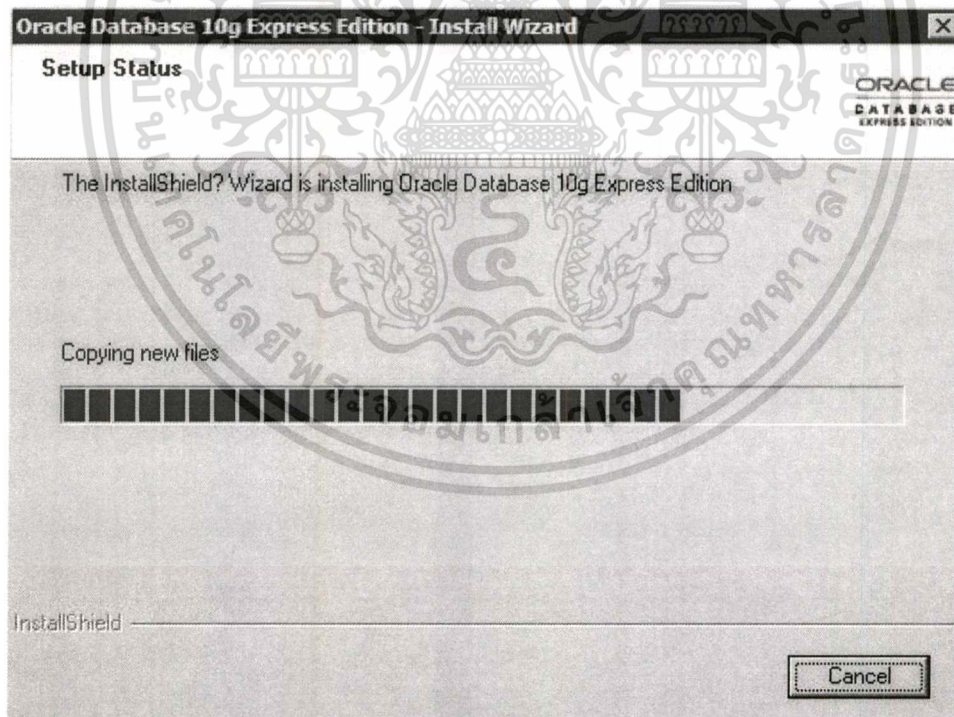 Oracle Database 10g Express Edition - Install Wizard
Setup Status
ORACLE
DATABASE
EXPRESS EDITION
The InstallShield? Wizard is installing Oracle Database 10g Express Edition
Copying new files
InstallShield
Cancel